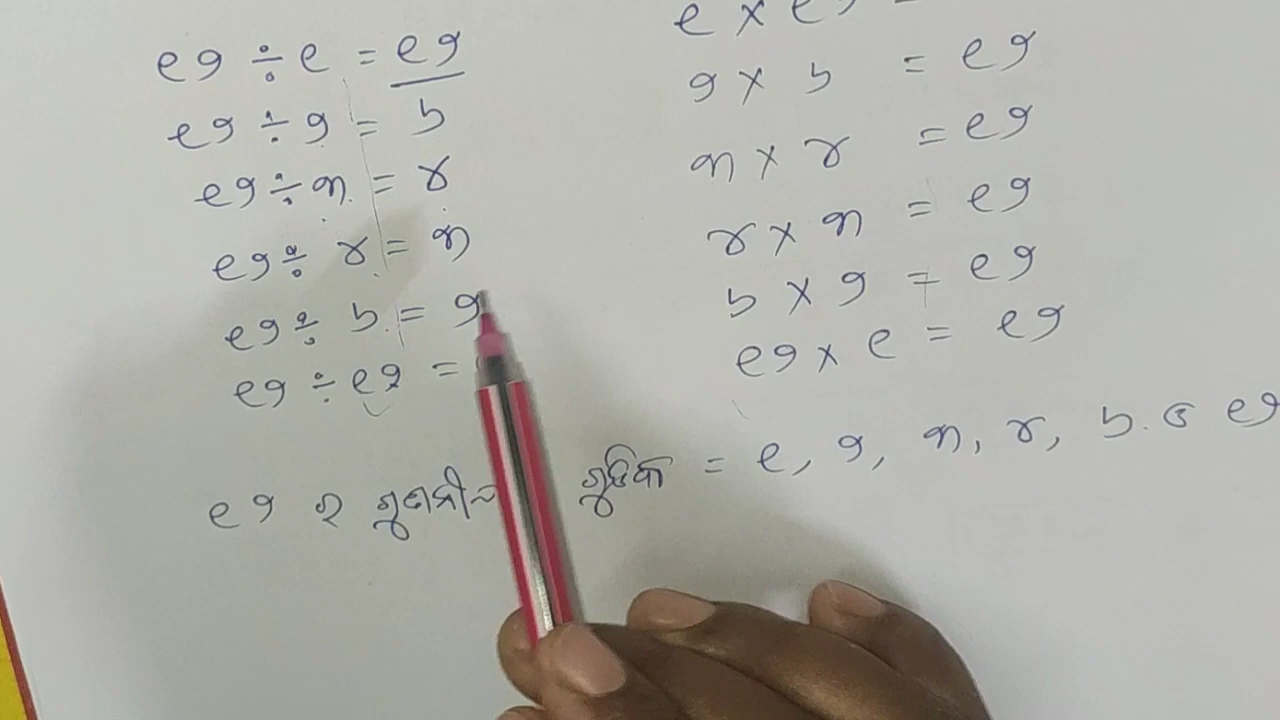 ୧୨ ÷ ୧ = ୧୨
୧୨ ÷ ୨ = ୬
୧୨ ÷ ୩ = ୪
୧୨ ÷ ୪ = ୩
୧୨ ÷ ୬ = ୨
୧୨ ÷ ୧୨ =
୧ × ୧୨ =
୨ × ୬ = ୧୨
୩ × ୪ = ୧୨
୪ × ୩ = ୧୨
୬ × ୨ = ୧୨
୧୨ × ୧ = ୧୨
୧୨ ର ଗୁଣନୀ ଗୁଡିକ = ୧, ୨, ୩, ୪, ୬ ଓ ୧୨